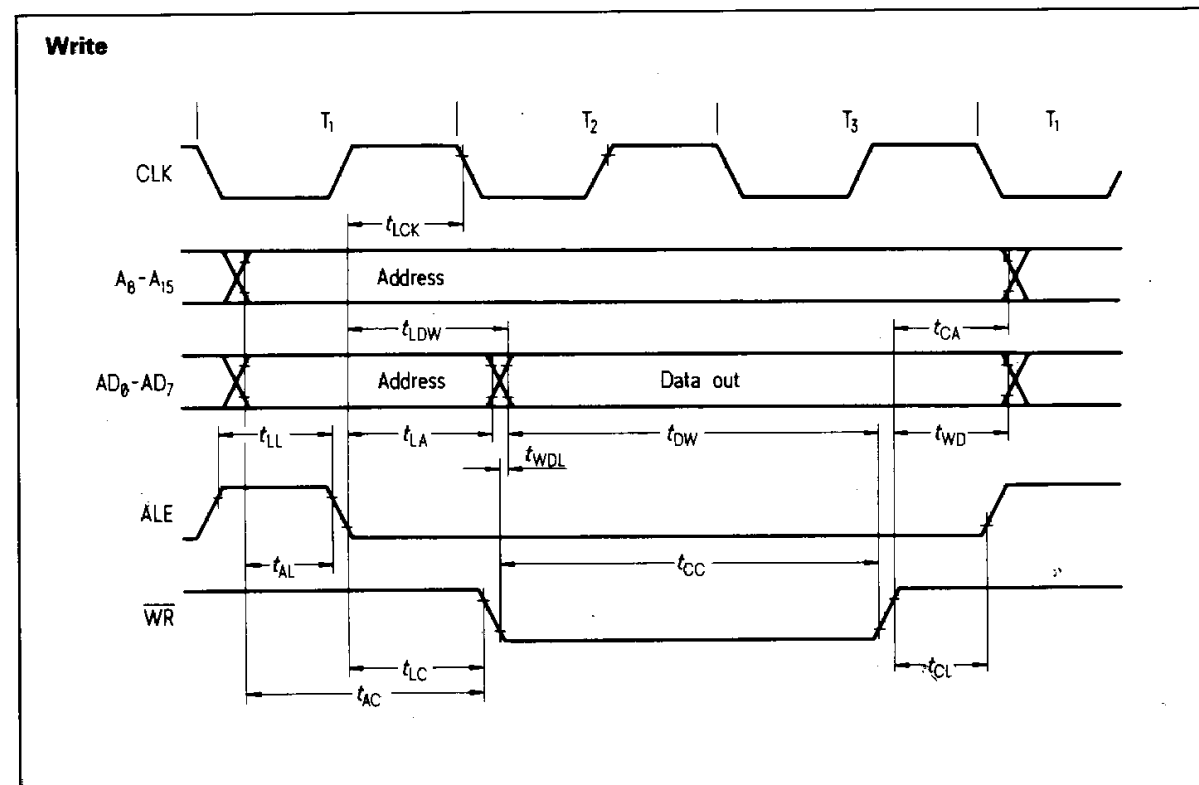 Write
T1 T2 T3 T1
CLK
tLCK
A8-A15 Address
tLDW tCA
AD0-AD7 Address Data out
tLL tLA tDW tWD
tWDL
ALE
tAL tCC
WR
tLC tCL
tAC